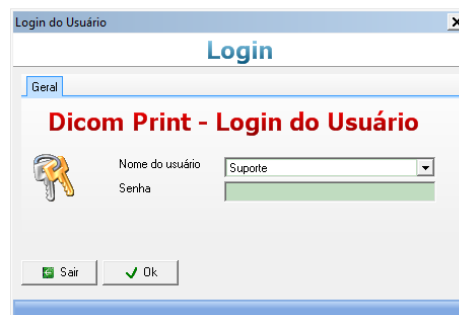 Login do Usuário
Login
Geral
Dicom Print - Login do Usuário
Nome do usuário Suporte
Senha
Sair Ok